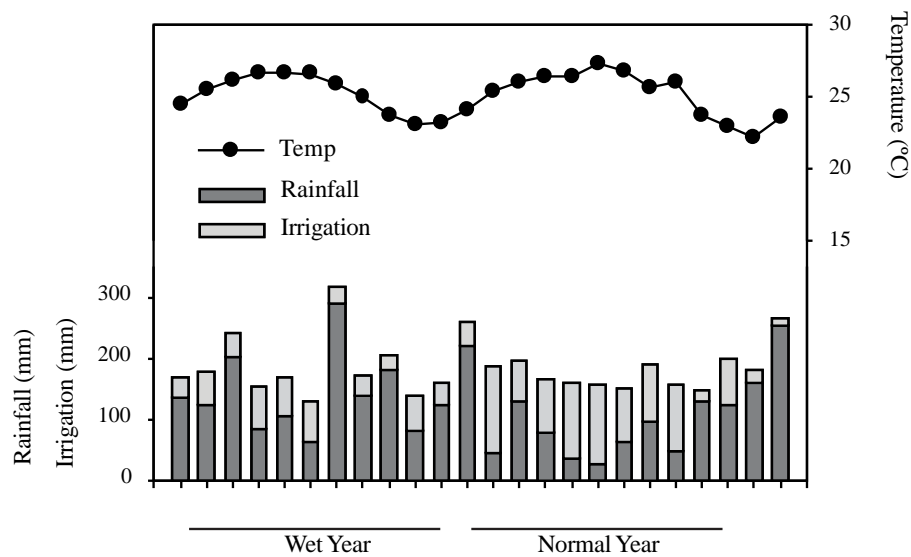 30
25
20
15
Temperature (°C)
Temp
Rainfall
Irrigation
300
200
100
0
Rainfall (mm)
Irrigation (mm)
Wet Year
Normal Year